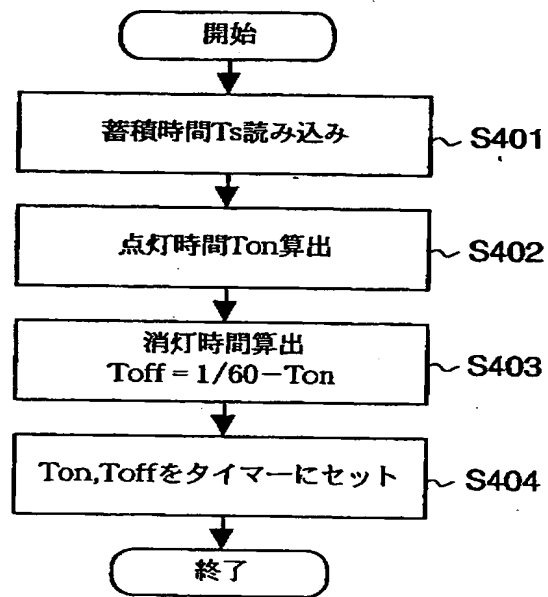 開始
蓄積時間Ts読み込み
S401
点灯時間Ton算出
S402
消灯時間算出
Toff = 1/60-Ton
S403
Ton,Toffをタイマーにセット
S404
終了